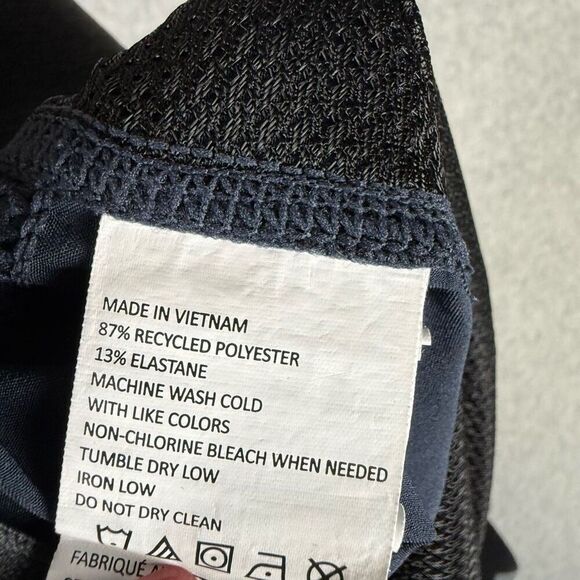 MADE IN VIETNAM
87% RECYCLED POLYESTER
13% ELASTANE
MACHINE WASH COLD
WITH LIKE COLORS
NON-CHLORINE BLEACH WHEN NEEDED
TUMBLE DRY LOW
IRON LOW
DO NOT DRY CLEAN
FABRIQUÉ